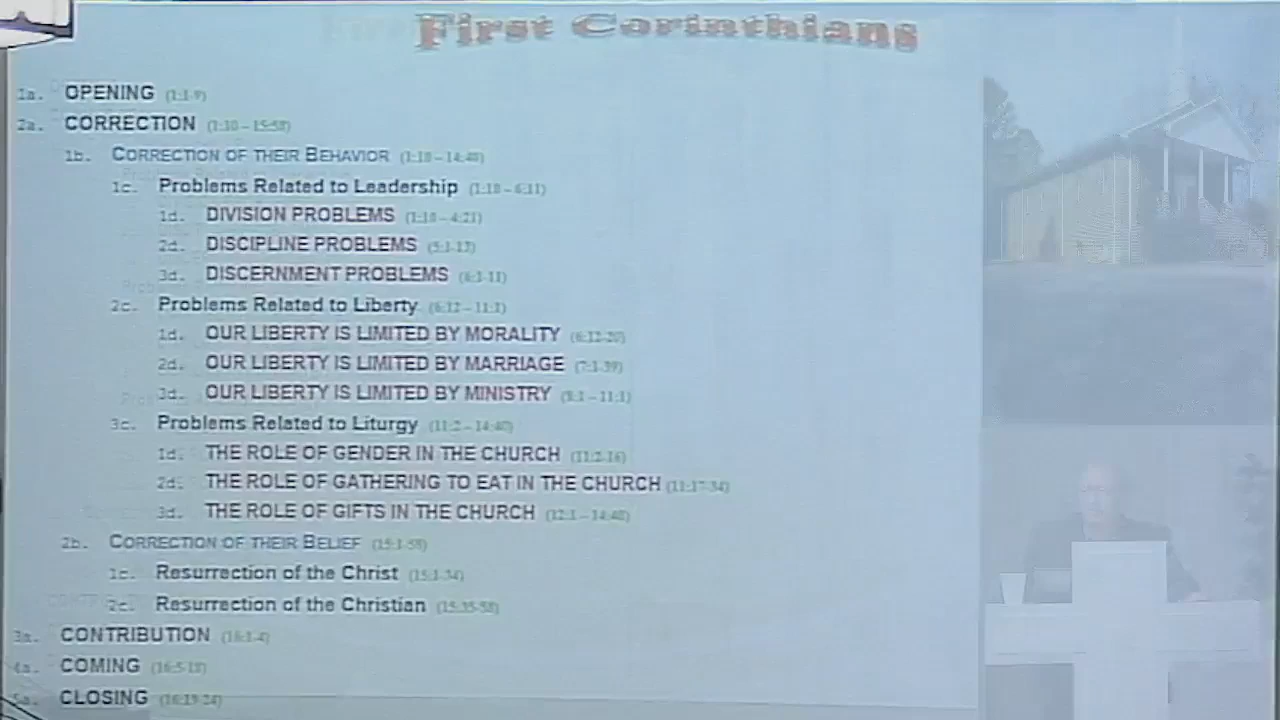 First Corinthians
1a. OPENING (1:1-9)
2a. CORRECTION (1:10 – 15:58)
1b. CORRECTION OF THEIR BEHAVIOR (1:10 – 14:40)
1c. Problems Related to Leadership (1:10 – 6:11)
1d. DIVISION PROBLEMS (1:10 – 4:21)
2d. DISCIPLINE PROBLEMS (5:1-13)
3d. DISCERNMENT PROBLEMS (6:1-11)
2c. Problems Related to Liberty (6:12 – 11:1)
1d. OUR LIBERTY IS LIMITED BY MORALITY (6:12-20)
2d. OUR LIBERTY IS LIMITED BY MARRIAGE (7:1-39)
3d. OUR LIBERTY IS LIMITED BY MINISTRY (8:1 – 11:1)
3c. Problems Related to Liturgy (11:2 – 14:40)
1d. THE ROLE OF GENDER IN THE CHURCH (11:2-16)
2d. THE ROLE OF GATHERING TO EAT IN THE CHURCH (11:17-34)
3d. THE ROLE OF GIFTS IN THE CHURCH (12:1 – 14:40)
2b. CORRECTION OF THEIR BELIEF (15:1-58)
1c. Resurrection of the Christ (15:1-34)
2c. Resurrection of the Christian (15:35-58)
3a. CONTRIBUTION (16:1-4)
4a. COMING (16:5-18)
5a. CLOSING (16:19-24)